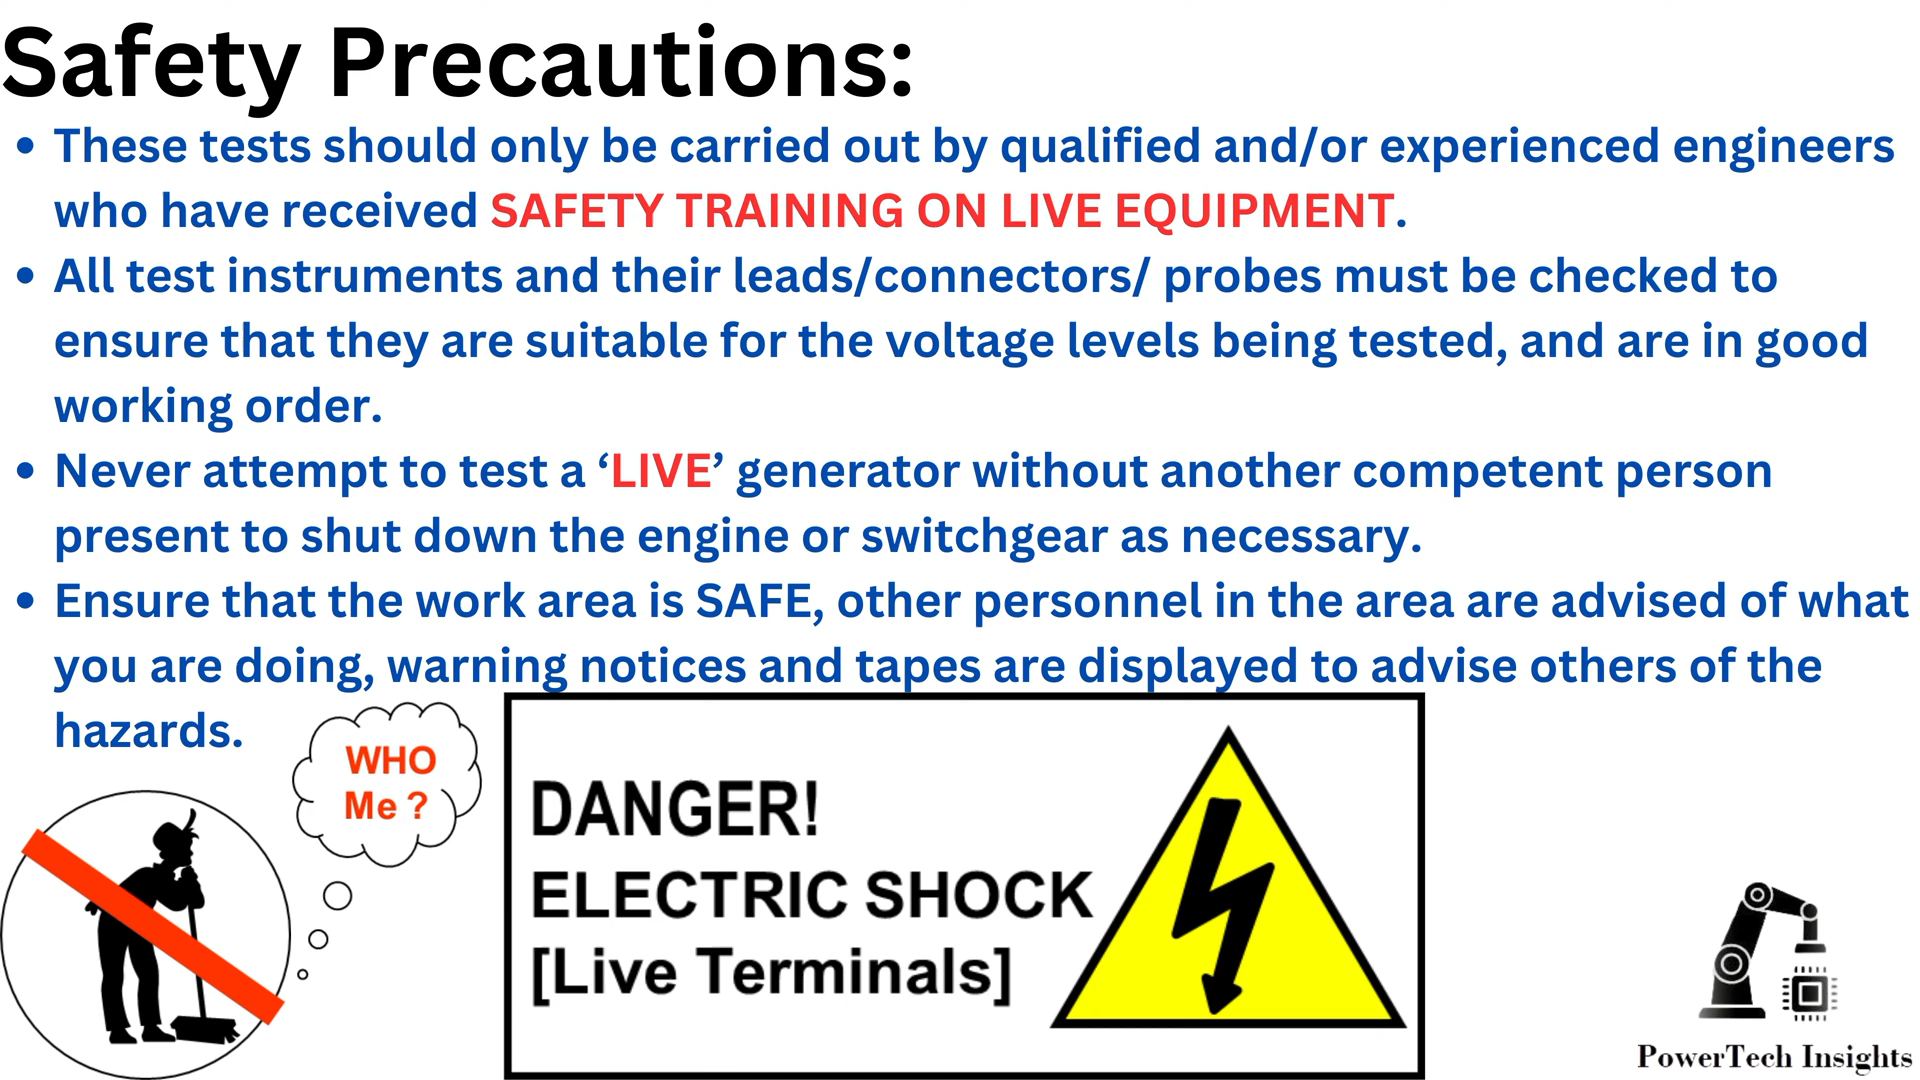 Safety Precautions:
• These tests should only be carried out by qualified and/or experienced engineers
who have received SAFETY TRAINING ON LIVE EQUIPMENT.
• All test instruments and their leads/connectors/ probes must be checked to
ensure that they are suitable for the voltage levels being tested, and are in good
working order.
• Never attempt to test a ‘LIVE’ generator without another competent person
present to shut down the engine or switchgear as necessary.
• Ensure that the work area is SAFE, other personnel in the area are advised of what
you are doing, warning notices and tapes are displayed to advise others of the
hazards.
WHO
Me ?
DANGER!
ELECTRIC SHOCK
[Live Terminals]
PowerTech Insights